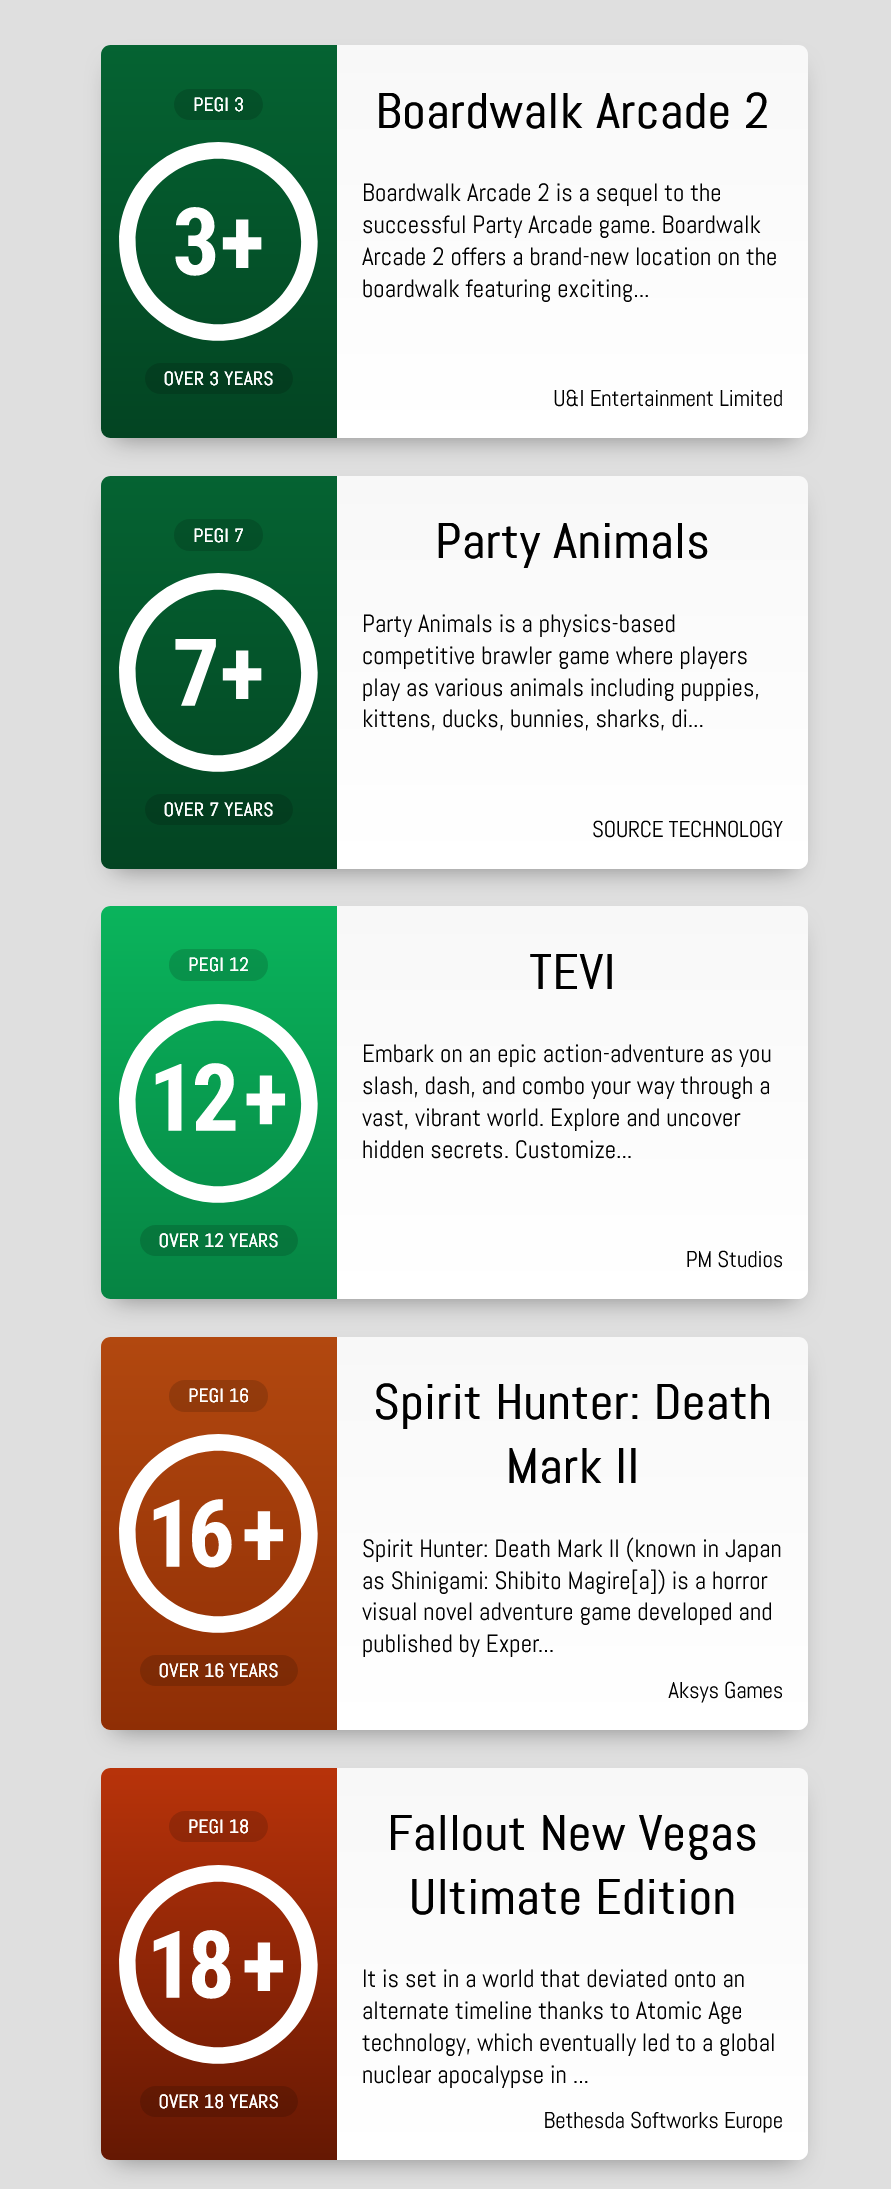 PEGI 3
3+
OVER 3 YEARS
Boardwalk Arcade 2
Boardwalk Arcade 2 is a sequel to the
successful Party Arcade game. Boardwalk
Arcade 2 offers a brand-new location on the
boardwalk featuring exciting...
U&I Entertainment Limited
PEGI 7
7+
OVER 7 YEARS
Party Animals
Party Animals is a physics-based
competitive brawler game where players
play as various animals including puppies,
kittens, ducks, bunnies, sharks, di...
SOURCE TECHNOLOGY
PEGI 12
12+
OVER 12 YEARS
TEVI
Embark on an epic action-adventure as you
slash, dash, and combo your way through a
vast, vibrant world. Explore and uncover
hidden secrets. Customize...
PM Studios
PEGI 16
16+
OVER 16 YEARS
Spirit Hunter: Death
Mark II
Spirit Hunter: Death Mark II (known in Japan
as Shinigami: Shibito Magire[a]) is a horror
visual novel adventure game developed and
published by Exper...
Aksys Games
PEGI 18
18+
OVER 18 YEARS
Fallout New Vegas
Ultimate Edition
It is set in a world that deviated onto an
alternate timeline thanks to Atomic Age
technology, which eventually led to a global
nuclear apocalypse in ...
Bethesda Softworks Europe